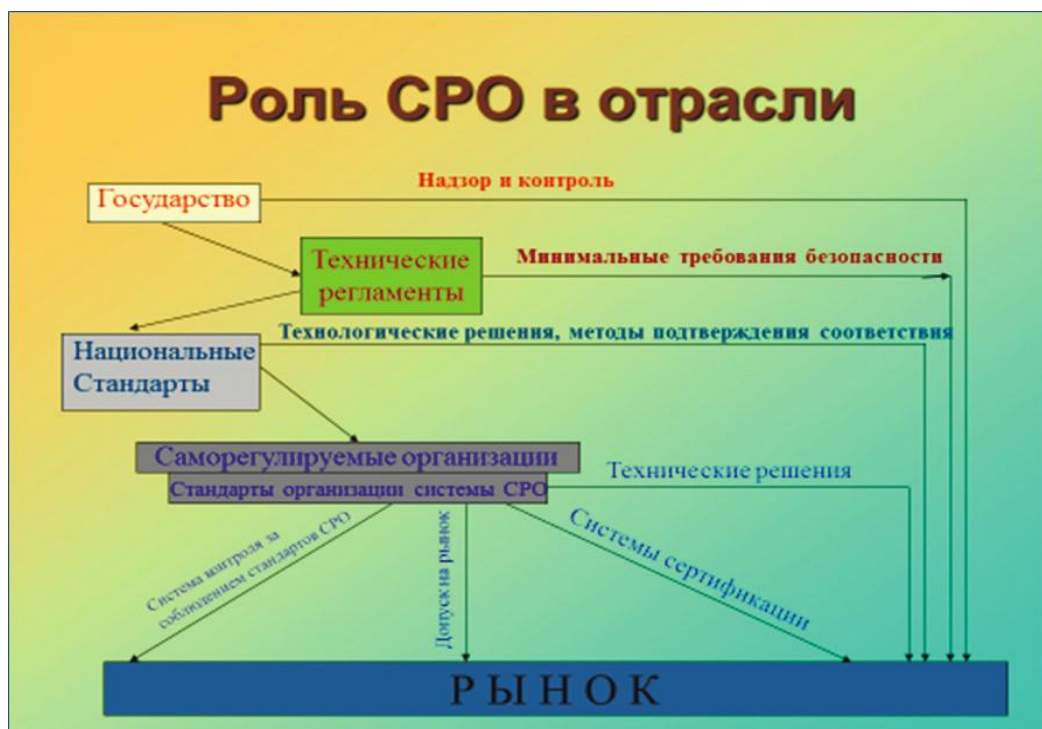 Роль СРО в отрасли
Надзор и контроль
Государство
Технические
регламенты
Минимальные требования безопасности
Технологические решения, методы подтверждения соответствия
Национальные
Стандарты
Саморегулируемые организации
Стандарты организации системы СРО
Технические решения
Система контроля за
соблюдением стандартов СРО
Допуск на рынок
Системы сертификации
РЫНОК